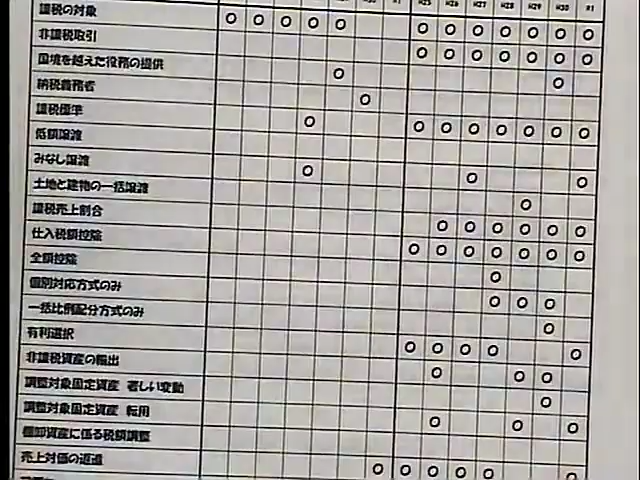 H25 H26 H27 H28 H29 H30 R1
課税の対象 O O O O O O O O O O O O
非課税取引 O O O O O O O
国境を越えた役務の提供 O O
納税義務者 O
課税標準 O O O O O O O O
低額譲渡
みなし譲渡 O O O
土地と建物の一括譲渡 O
課税売上割合 O O O O O O
仕入税額控除 O O O O O O O
全額控除 O
個別対応方式のみ O O O
一括比例配分方式のみ O
有利選択 O O O O O
非課税資産の輸出 O O O
調整対象固定資産 著しい変動 O
調整対象固定資産 転用 O O O
棚卸資産に係る税額調整
売上対価の返還 O O O O O O